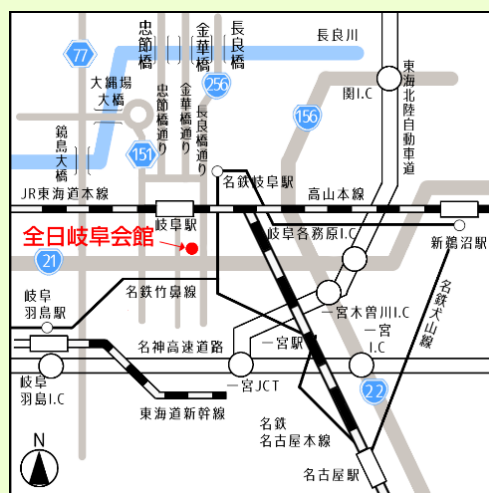 忠節橋
金華橋
長良橋
長良川
77
256
大縄場
大橋
忠節橋通り
金華橋通り
長良橋通り
関I.C
東海北陸自動車道
156
鏡島大橋
151
名鉄岐阜駅
JR東海道本線
高山本線
岐阜駅
全日岐阜会館
岐阜各務原I.C
新鵜沼駅
21
名鉄竹鼻線
岐阜
羽島駅
一宮木曽川I.C
名鉄犬山線
名神高速道路
一宮駅
一宮
I.C
岐阜
羽島I.C
一宮JCT
22
東海道新幹線
名鉄
名古屋本線
N
名古屋駅